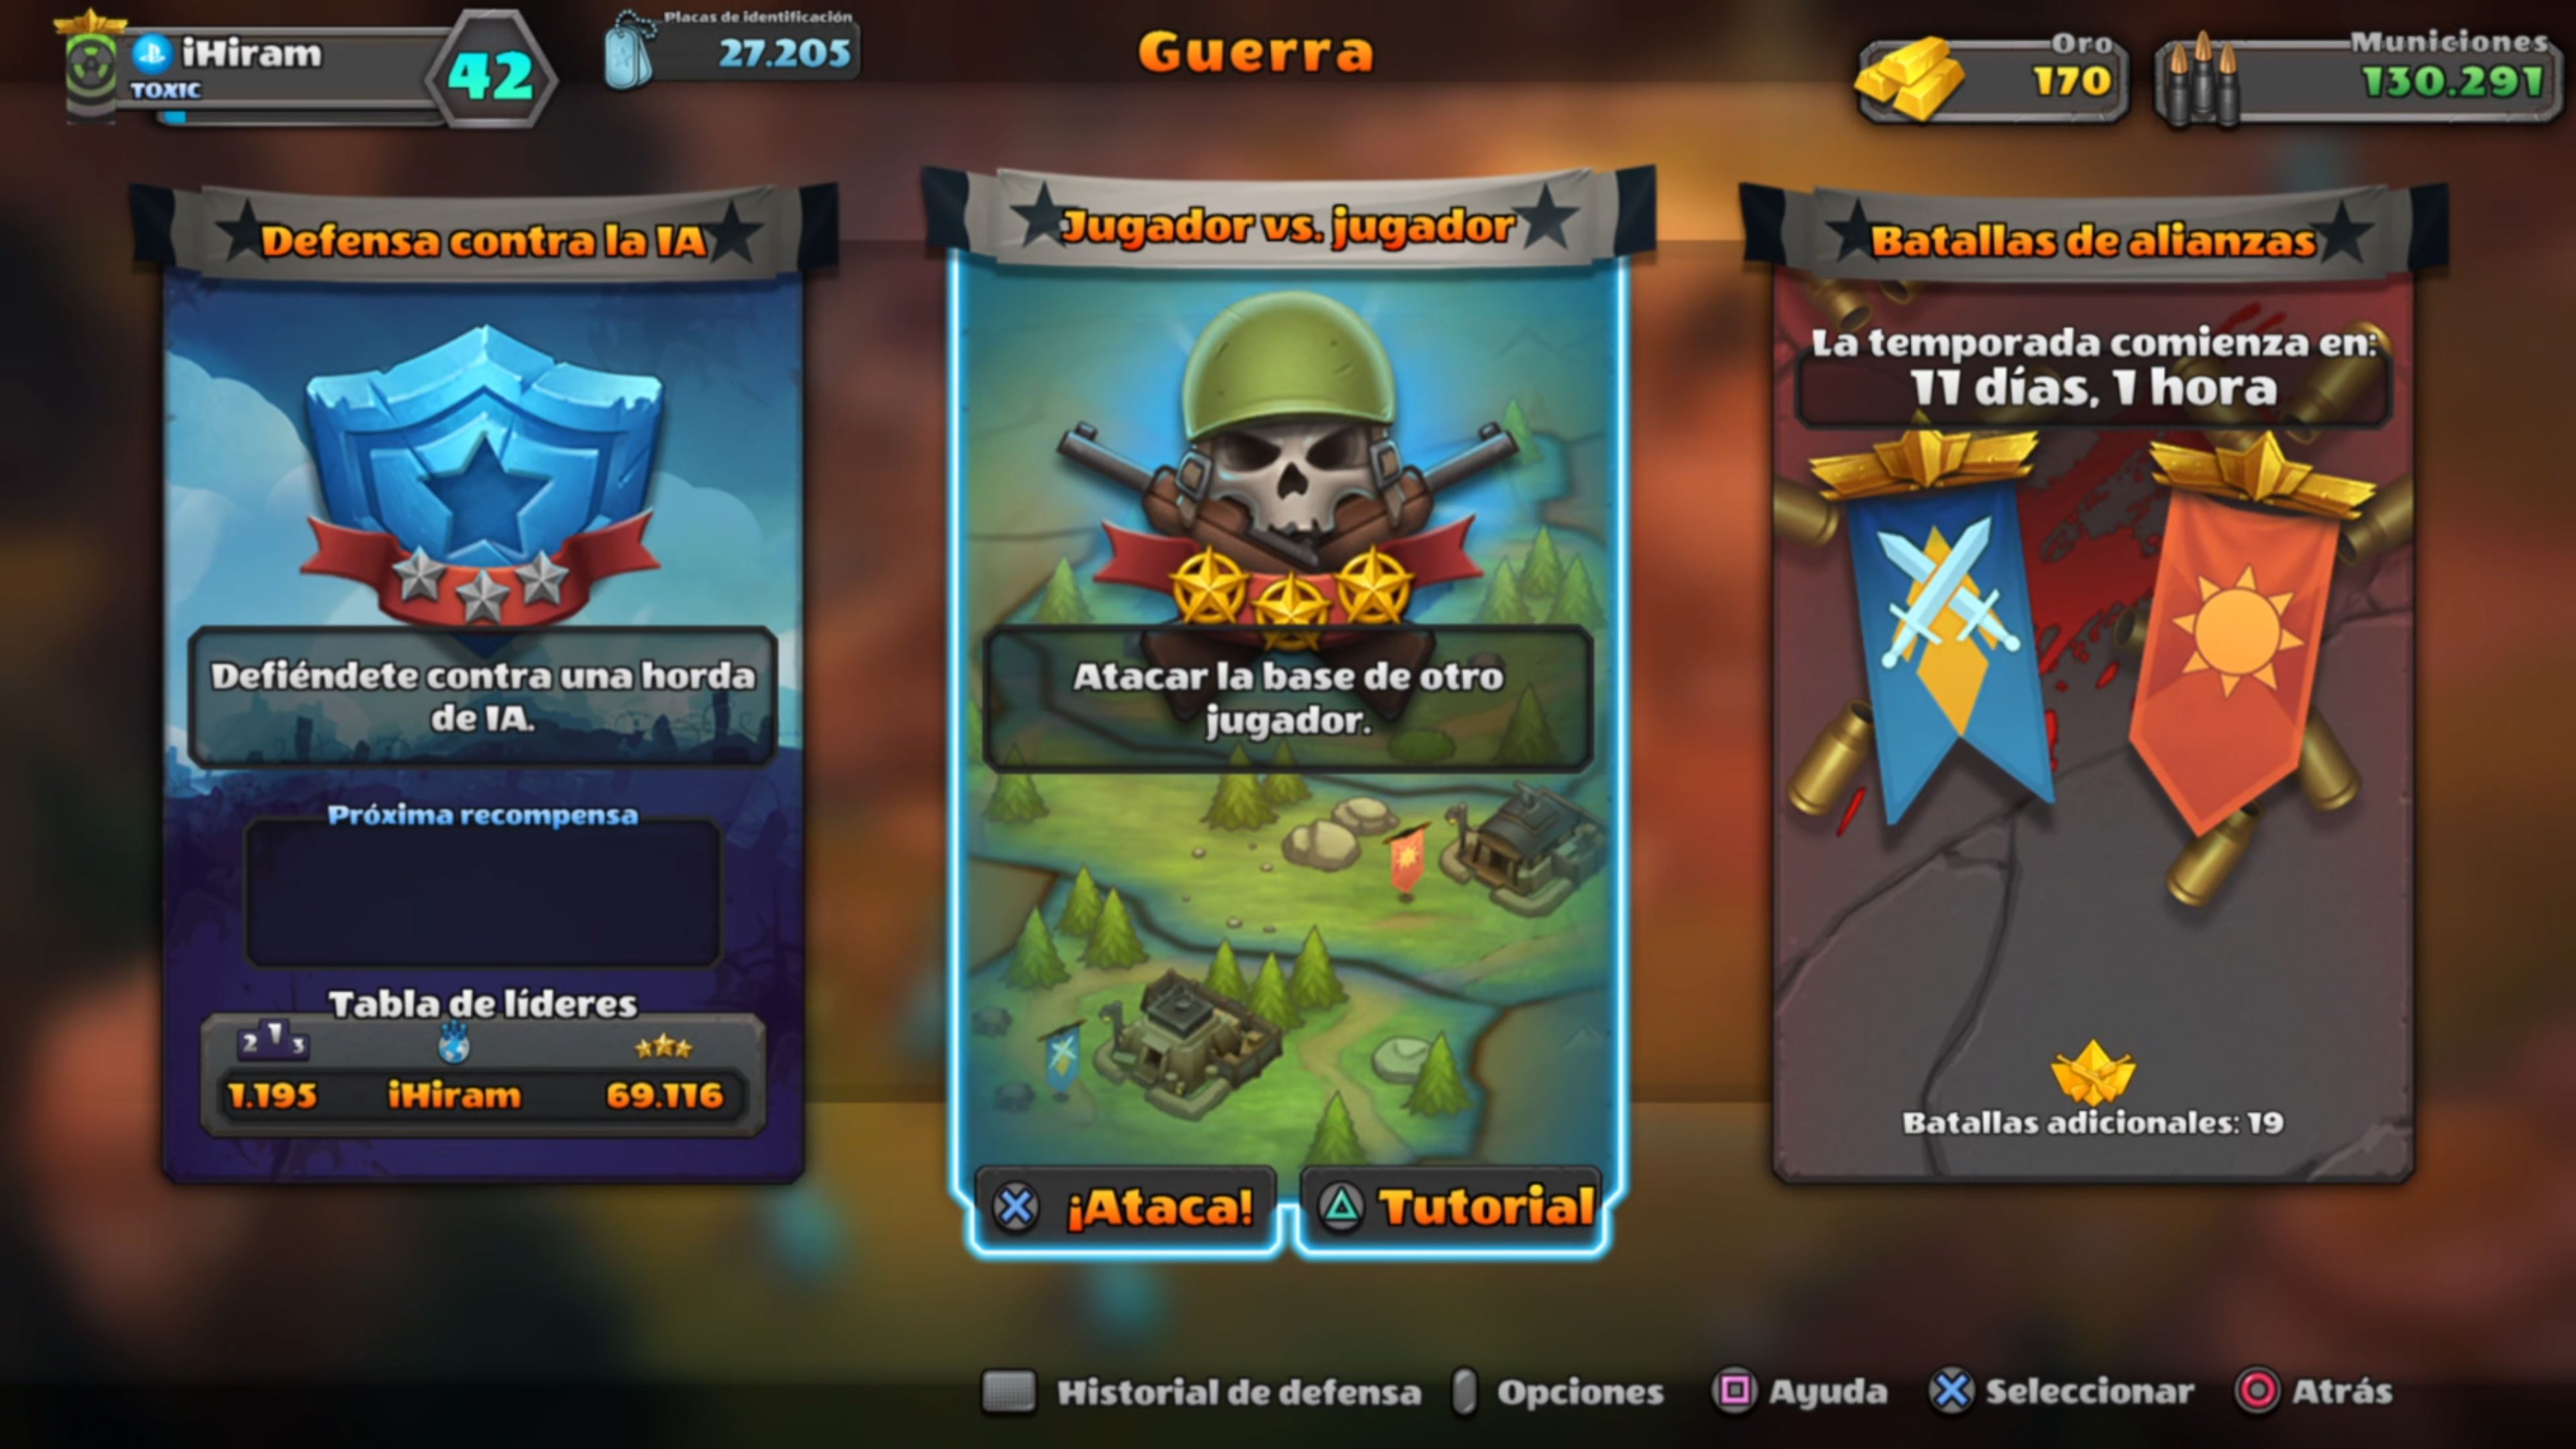 iHiram
TOXIC
42
Placas de identificación
27.205
Guerra
Oro
170
Municiones
130.291
Defensa contra la IA
Defiéndete contra una horda
de IA.
Próxima recompensa
Tabla de líderes
2 1 3
1.195 iHiram 69.116
Jugador vs. jugador
Atacar la base de otro
jugador.
¡Ataca! Tutorial
Batallas de alianzas
La temporada comienza en:
11 días, 1 hora
Batallas adicionales: 19
Historial de defensa Opciones Ayuda Seleccionar Atrás